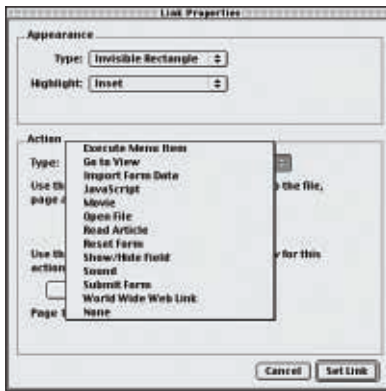 Link Properties
Appearance
Type: Invisible Rectangle
Highlight: Inset
Action
Type:
Execute Menu Item
Go to View
Import Form Data
JavaScript
Movie
Open File
Read Article
Reset Form
Show/Hide Field
Sound
Submit Form
World Wide Web Link
None
Use th
the file,
page
Use th
for this
action
Page
Cancel Set Link